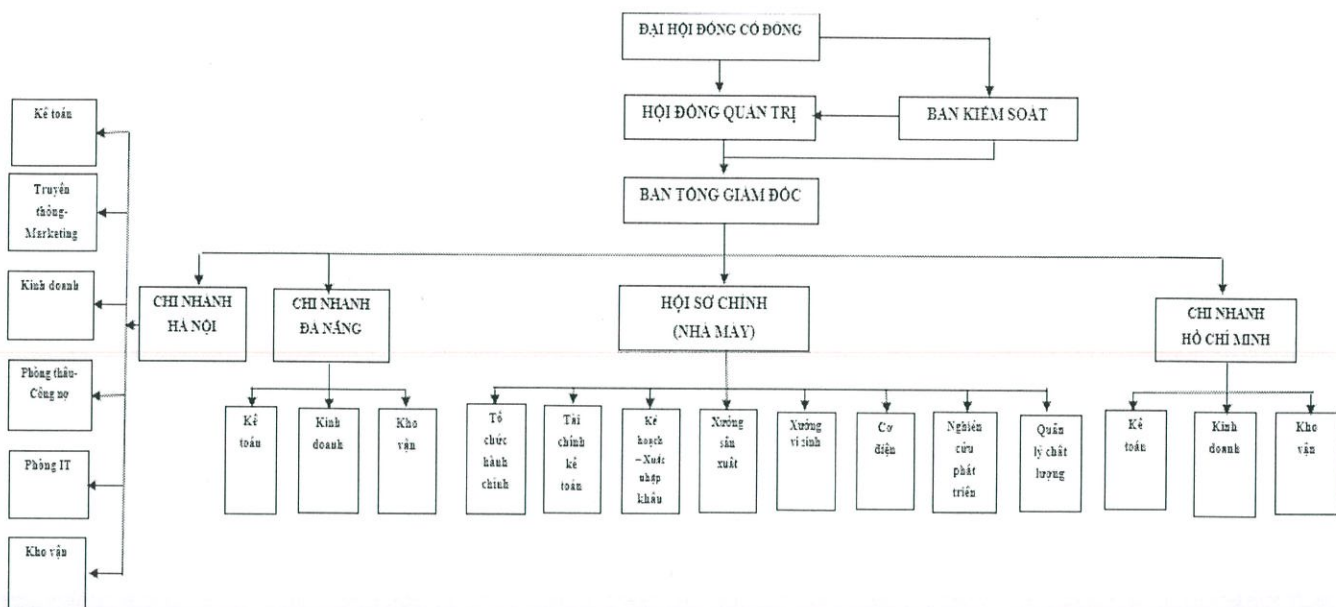 ĐẠI HỘI ĐỒNG CỔ ĐÔNG
HỘI ĐỒNG QUẢN TRỊ
BAN KIỂM SOÁT
BAN TỔNG GIÁM ĐỐC
Kế toán
Truyền
thông-
Marketing
Kinh doanh
Phòng thầu-
Công nợ
Phòng IT
Kho vận
CHI NHÁNH
HÀ NỘI
CHI NHÁNH
ĐÀ NẴNG
HỘI SỞ CHÍNH
(NHÀ MÁY)
CHI NHÁNH
HỒ CHÍ MINH
Kế
toán
Kinh
doanh
Kho
vận
Tổ
chức
hành
chính
Tài
chính
kế
toán
Kế
hoạch
–Xuất
nhập
khẩu
Xưởng
sản
xuất
Xưởng
vi sinh
Cơ
điện
Nghiên
cứu
phát
triển
Quản
lý chất
lượng
Kế
toán
Kinh
doanh
Kho
vận